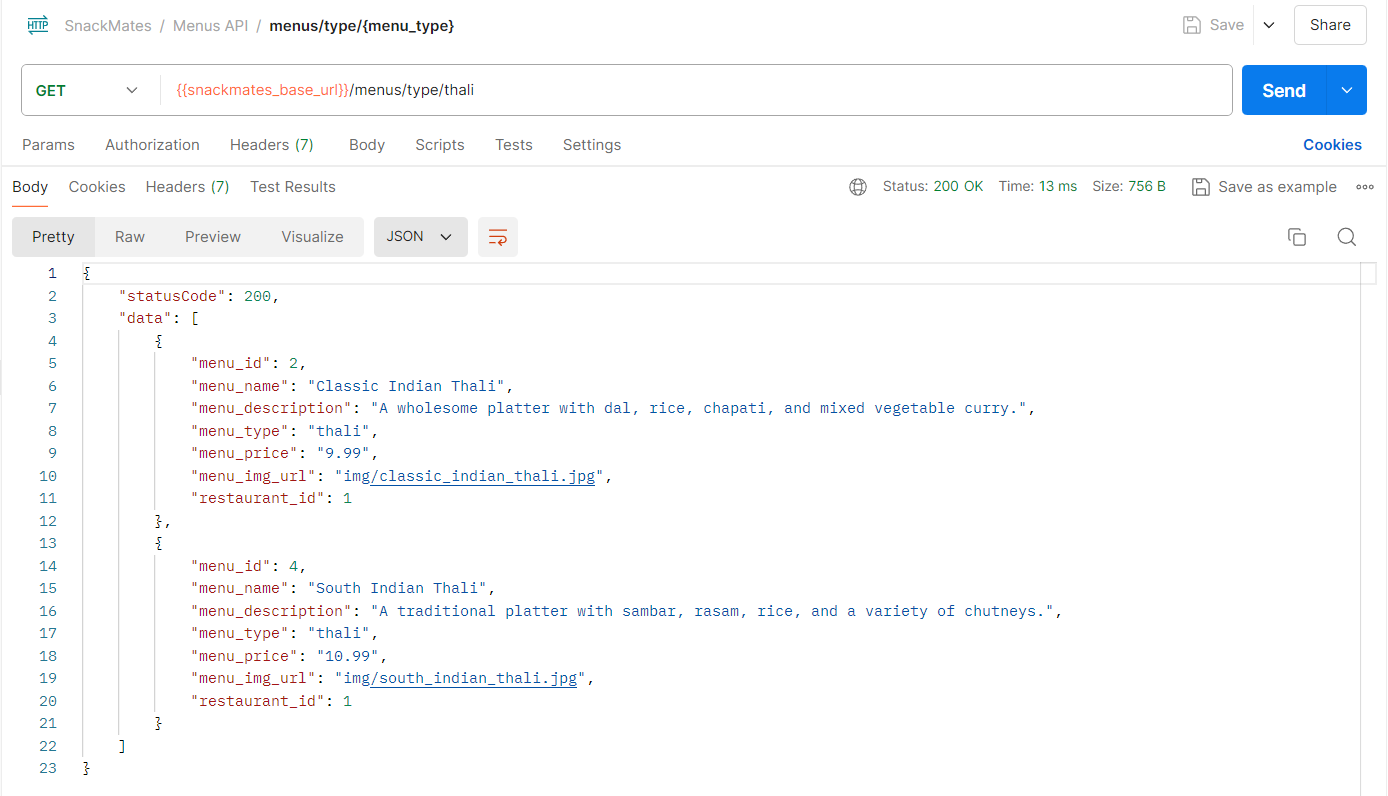 HTTP SnackMates / Menus API / menus/type/{menu_type} Save Share
GET {{snackmates_base_url}}/menus/type/thali Send
Params Authorization Headers (7) Body Scripts Tests Settings Cookies
Body Cookies Headers (7) Test Results Status: 200 OK Time: 13 ms Size: 756 B Save as example
Pretty Raw Preview Visualize JSON
1 {
2 "statusCode": 200,
3 "data": [
4 {
5 "menu_id": 2,
6 "menu_name": "Classic Indian Thali",
7 "menu_description": "A wholesome platter with dal, rice, chapati, and mixed vegetable curry.",
8 "menu_type": "thali",
9 "menu_price": "9.99",
10 "menu_img_url": "img/classic_indian_thali.jpg",
11 "restaurant_id": 1
12 },
13 {
14 "menu_id": 4,
15 "menu_name": "South Indian Thali",
16 "menu_description": "A traditional platter with sambar, rasam, rice, and a variety of chutneys.",
17 "menu_type": "thali",
18 "menu_price": "10.99",
19 "menu_img_url": "img/south_indian_thali.jpg",
20 "restaurant_id": 1
21 }
22 ]
23 }